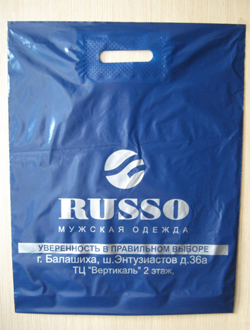 RUSSO
МУЖСКАЯ ОДЕЖДА
УВЕРЕННОСТЬ В ПРАВИЛЬНОМ ВЫБОРЕ
г. Балашиха, ш.Энтузиастов д.36а
ТЦ "Вертикаль" 2 этаж,